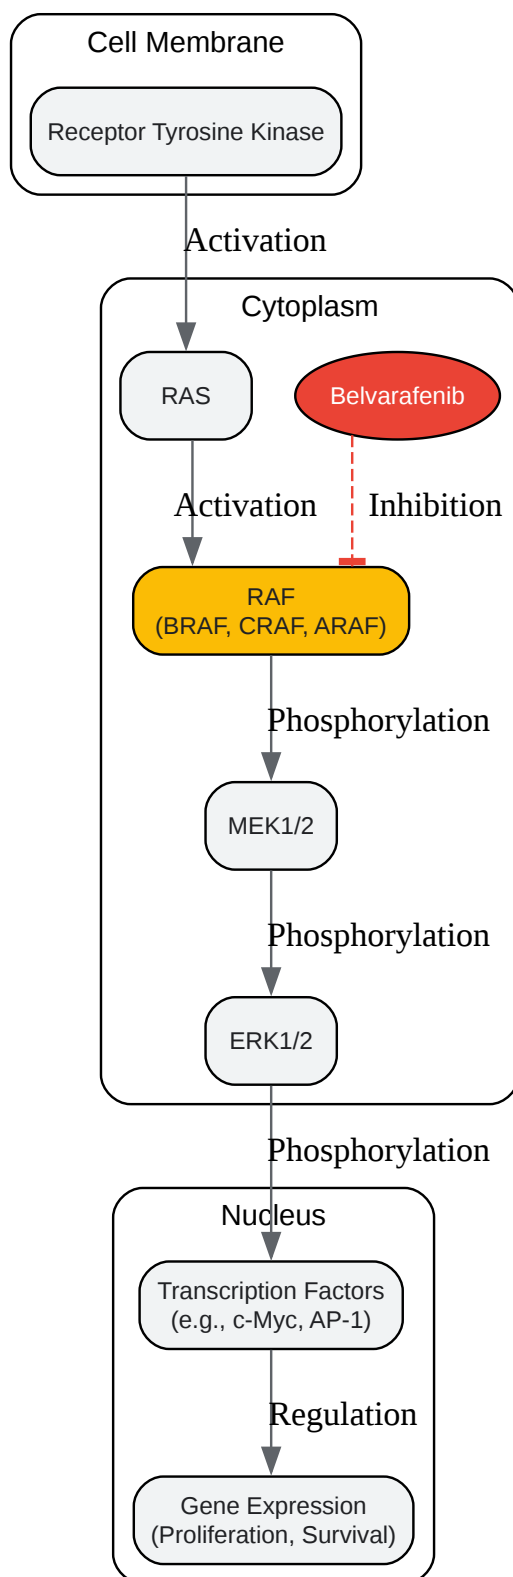 Cell Membrane
Receptor Tyrosine Kinase
Activation
Cytoplasm
RAS
Belvarafenib
Activation
Inhibition
RAF
(BRAF, CRAF, ARAF)
Phosphorylation
MEK1/2
Phosphorylation
ERK1/2
Phosphorylation
Nucleus
Transcription Factors
(e.g., c-Myc, AP-1)
Regulation
Gene Expression
(Proliferation, Survival)